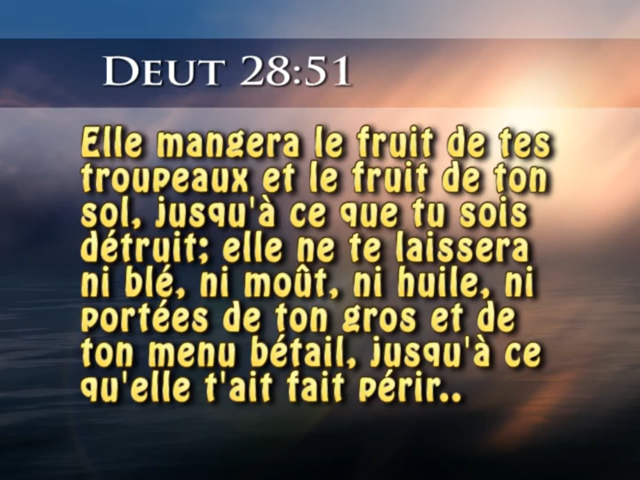 DEUT 28:51
Elle mangera le fruit de tes
troupeaux et le fruit de ton
sol, jusqu'à ce que tu sois
détruit; elle ne te laissera
ni blé, ni moût, ni huile, ni
portées de ton gros et de
ton menu bétail, jusqu'à ce
qu'elle t'ait fait périr..